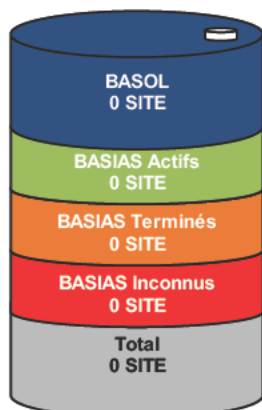 BASOL
0 SITE
BASIAS Actifs
0 SITE
BASIAS Terminés
0 SITE
BASIAS Inconnus
0 SITE
Total
0 SITE